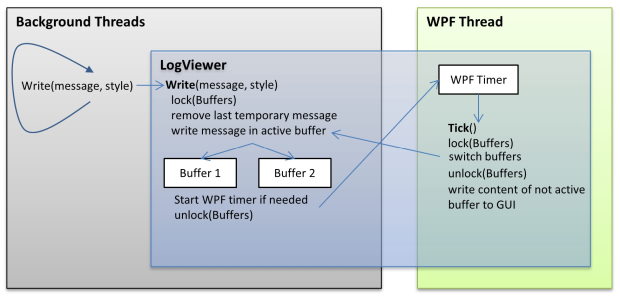 Background Threads
WPF Thread
Write(message, style)
LogViewer
Write(message, style)
lock(Buffers)
remove last temporary message
write message in active buffer
Buffer 1
Buffer 2
Start WPF timer if needed
unlock(Buffers)
WPF Timer
Tick()
lock(Buffers)
switch buffers
unlock(Buffers)
write content of not active
buffer to GUI